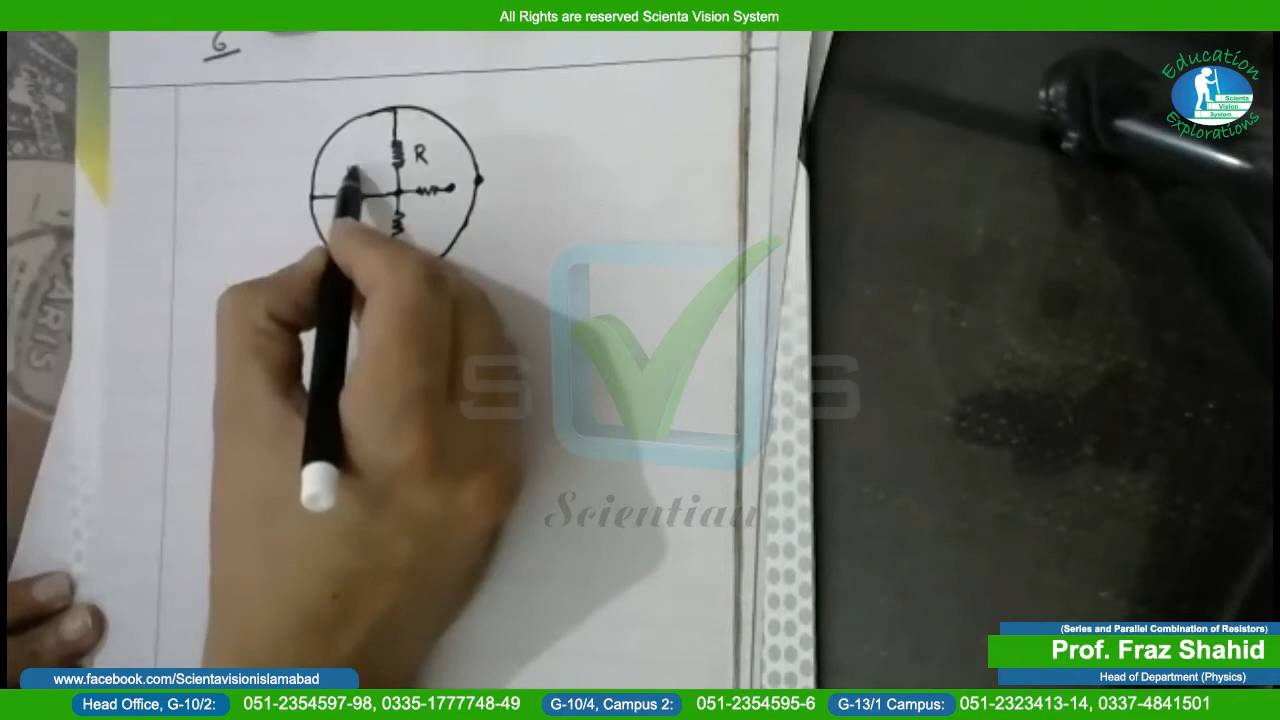 All Rights are reserved Scienta Vision System
6
R
Education
Scienta
Vision
System
Explorations
S S
Scientian
(Series and Parallel Combination of Resistors)
Prof. Fraz Shahid
Head of Department (Physics)
www.facebook.com/Scientavisionislamabad
Head Office, G-10/2: 051-2354597-98, 0335-1777748-49 G-10/4, Campus 2: 051-2354595-6 G-13/1 Campus: 051-2323413-14, 0337-4841501